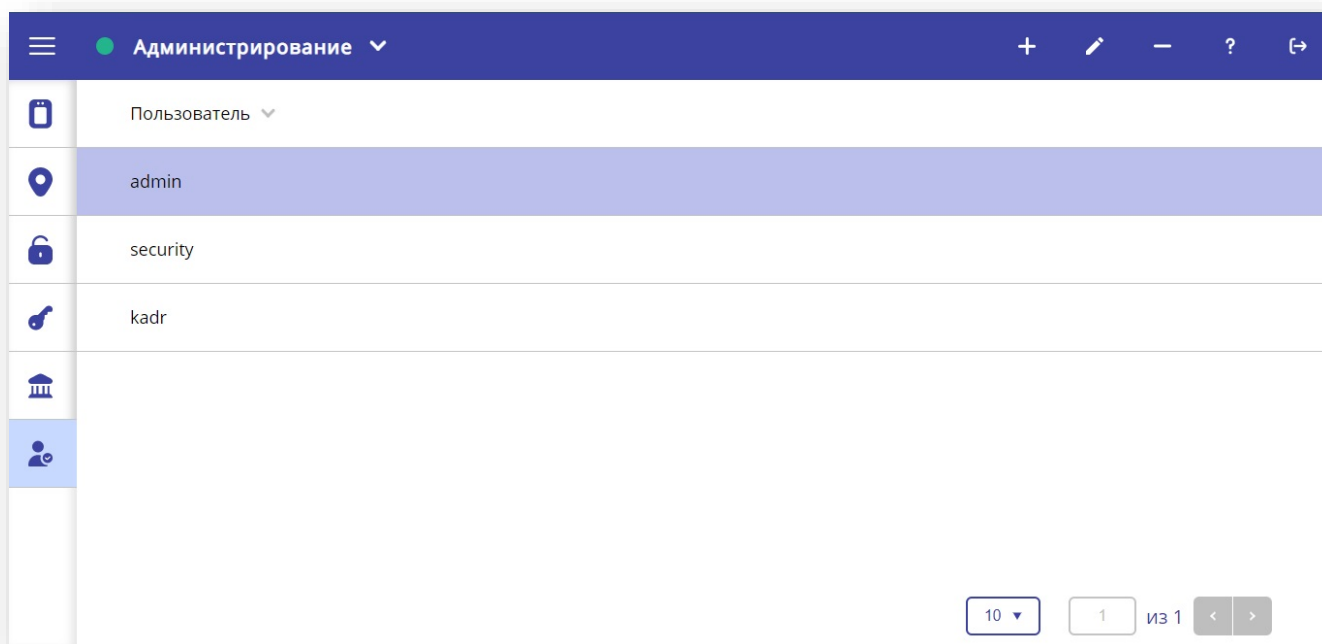 Администрирование
?
Пользователь
admin
security
kadr
10 1 из 1